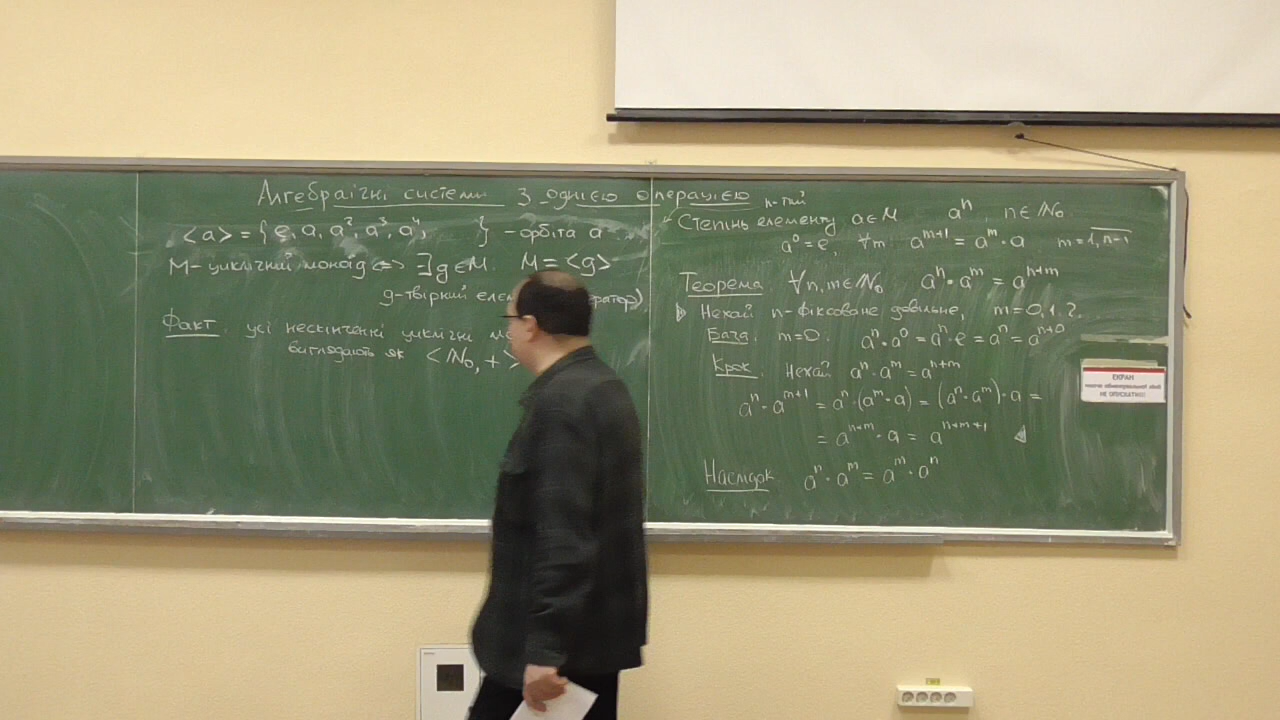 Алгебраїчні системи з однією операцією
<a> = {e, a, a², a³, a⁴, } – орбіта a
M – циклічний моноїд <=> ∃g ∈ M. M = <g>
g – твірний
Факт. усі нескінченні циклічні
виглядають як <ℕ₀, +>
n-тий
Степінь елементу a ∈ M aⁿ, n ∈ ℕ₀
a⁰ = e, ∀m aᵐ⁺¹ = aᵐ · a, m = 1, n-1
Теорема. ∀n, m ∈ ℕ₀ aⁿ · aᵐ = aⁿ⁺ᵐ
Нехай n – фіксоване довільне, m = 0, 1, 2.
База. m = 0. aⁿ · a⁰ = aⁿ · e = aⁿ = aⁿ⁺⁰
Крок. Нехай aⁿ · aᵐ = aⁿ⁺ᵐ
aⁿ · aᵐ⁺¹ = aⁿ · (aᵐ · a) = (aⁿ · aᵐ) · a =
= aⁿ⁺ᵐ · a = aⁿ⁺ᵐ⁺¹
Наслідок aⁿ · aᵐ = aᵐ · aⁿ
ЕКРАН
НЕ ОПУСКАТИ!